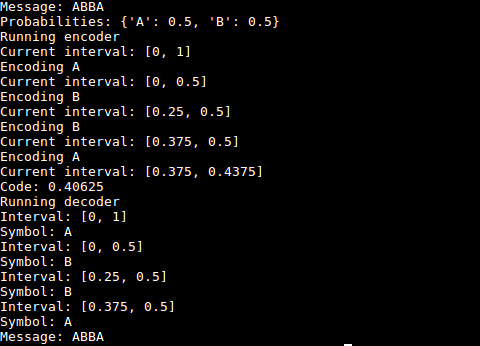 Message: ABBA
Probabilities: {'A': 0.5, 'B': 0.5}
Running encoder
Current interval: [0, 1]
Encoding A
Current interval: [0, 0.5]
Encoding B
Current interval: [0.25, 0.5]
Encoding B
Current interval: [0.375, 0.5]
Encoding A
Current interval: [0.375, 0.4375]
Code: 0.40625
Running decoder
Interval: [0, 1]
Symbol: A
Interval: [0, 0.5]
Symbol: B
Interval: [0.25, 0.5]
Symbol: B
Interval: [0.375, 0.5]
Symbol: A
Message: ABBA